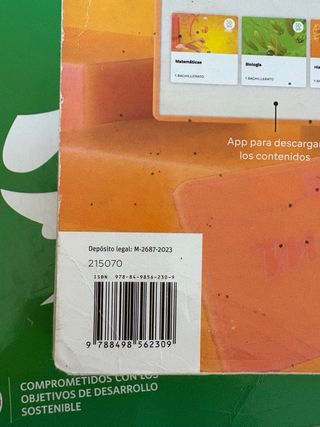 Matemáticas
1 BACHILLERATO
Biología
1 BACHILLERATO
App para descargar
los contenidos
Depósito legal: M-2687-2023
215070
ISBN 978-84-9856-230-9
9 788498 562309
COMPROMETIDOS CON LOS
OBJETIVOS DE DESARROLLO
SOSTENIBLE